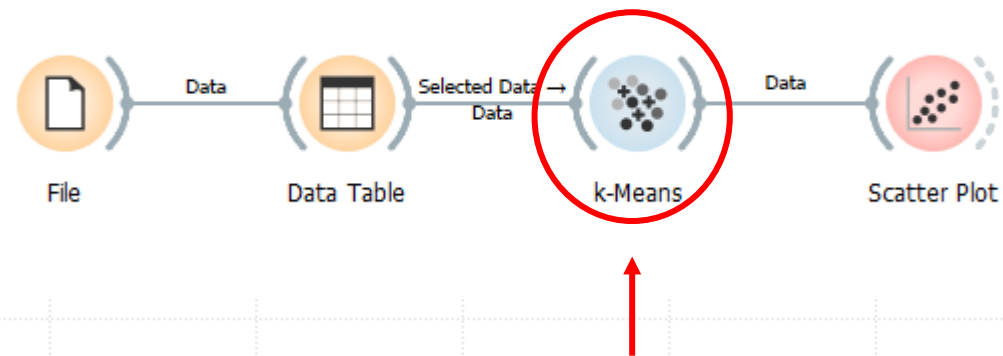 Data
Selected Data →
Data
Data
File
Data Table
k-Means
Scatter Plot